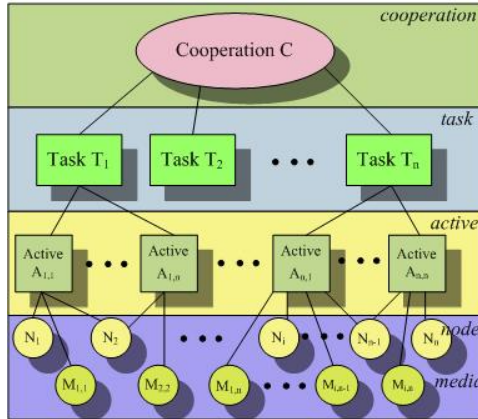 cooperation
Cooperation C
task
Task T1
Task T2
• • •
Task Tn
active
Active
A1,1
• • •
Active
A1,n
• • •
Active
An,1
• • •
Active
An,n
node
N1
N2
• • •
Ni
• • •
Nn-1
Nn
media
M1,1
M2,2
M1,n
• • •
Mi,n-1
Mi,n